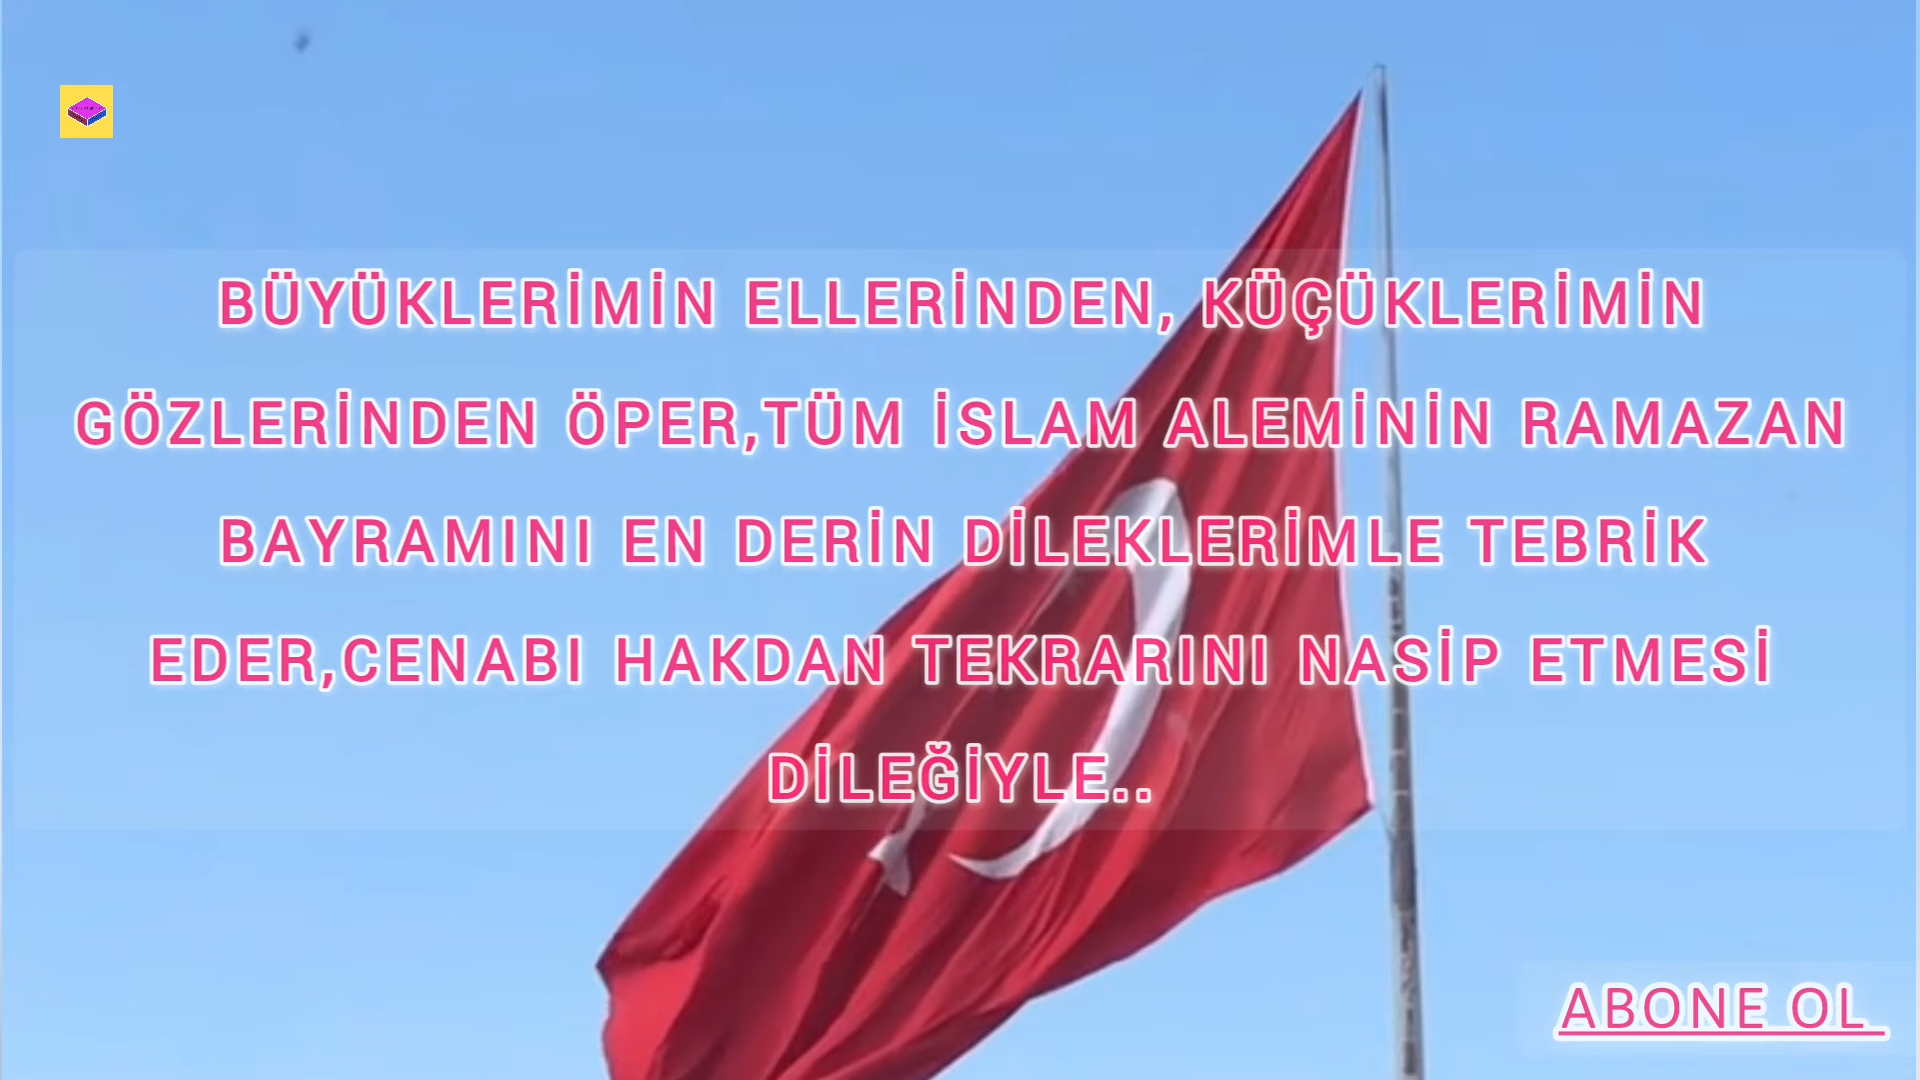 BÜYÜKLERİMİN ELLERİNDEN, KÜÇÜKLERİMİN
GÖZLERİNDEN ÖPER,TÜM İSLAM ALEMİNİN RAMAZAN
BAYRAMINI EN DERİN DİLEKLERİMLE TEBRİK
EDER,CENABI HAKDAN TEKRARINI NASİP ETMESİ
DİLEĞİYLE..
ABONE OL